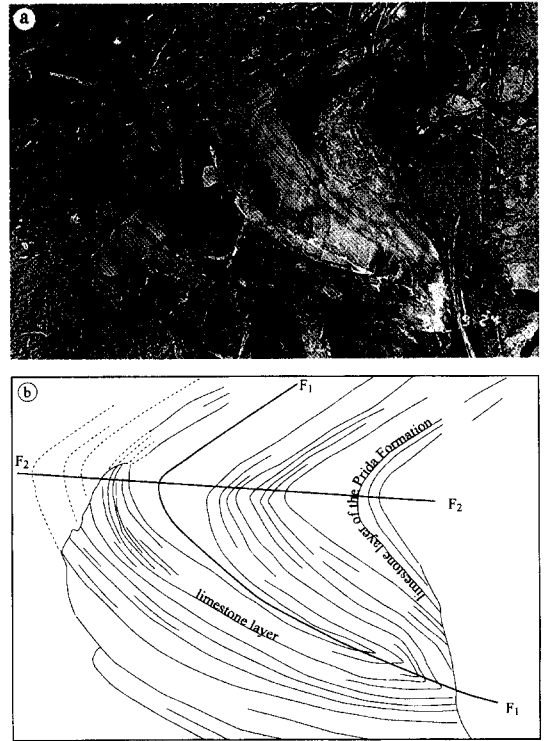 a
b
F1
F2
F2
limestone layer of the Prida Formation
limestone layer
F1